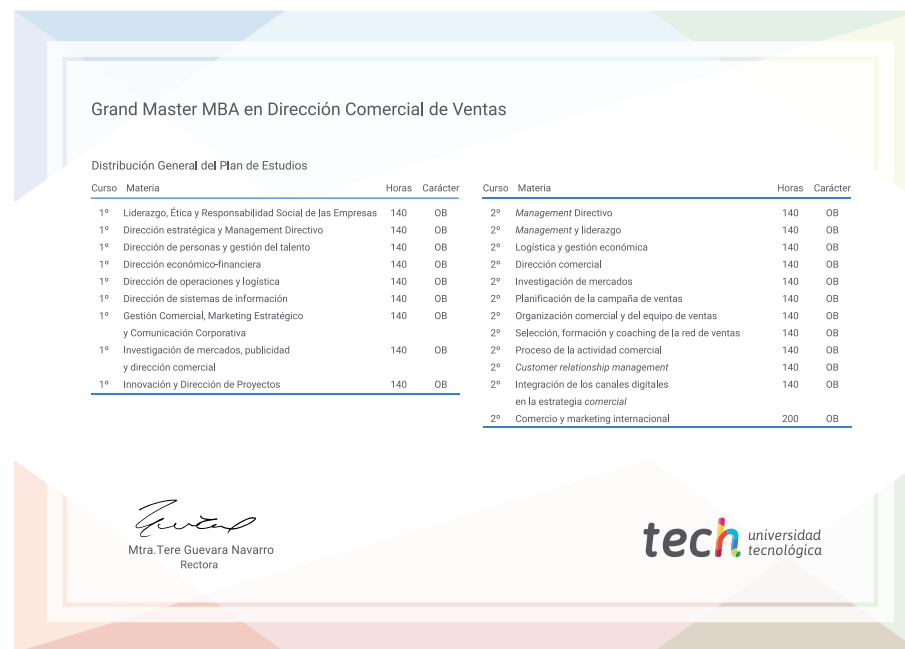 Grand Master MBA en Dirección Comercial de Ventas
Distribución General del Plan de Estudios
Curso Materia Horas Carácter
1º Liderazgo, Ética y Responsabilidad Social de las Empresas 140 OB
1º Dirección estratégica y Management Directivo 140 OB
1º Dirección de personas y gestión del talento 140 OB
1º Dirección económico-financiera 140 OB
1º Dirección de operaciones y logística 140 OB
1º Dirección de sistemas de información 140 OB
1º Gestión Comercial, Marketing Estratégico 140 OB
y Comunicación Corporativa
1º Investigación de mercados, publicidad 140 OB
y dirección comercial
1º Innovación y Dirección de Proyectos 140 OB
Curso Materia Horas Carácter
2º Management Directivo 140 OB
2º Management y liderazgo 140 OB
2º Logística y gestión económica 140 OB
2º Dirección comercial 140 OB
2º Investigación de mercados 140 OB
2º Planificación de la campaña de ventas 140 OB
2º Organización comercial y del equipo de ventas 140 OB
2º Selección, formación y coaching de la red de ventas 140 OB
2º Proceso de la actividad comercial 140 OB
2º Customer relationship management 140 OB
2º Integración de los canales digitales 140 OB
en la estrategia comercial
2º Comercio y marketing internacional 200 OB
Mtra.Tere Guevara Navarro
Rectora
tech universidad
tecnológica